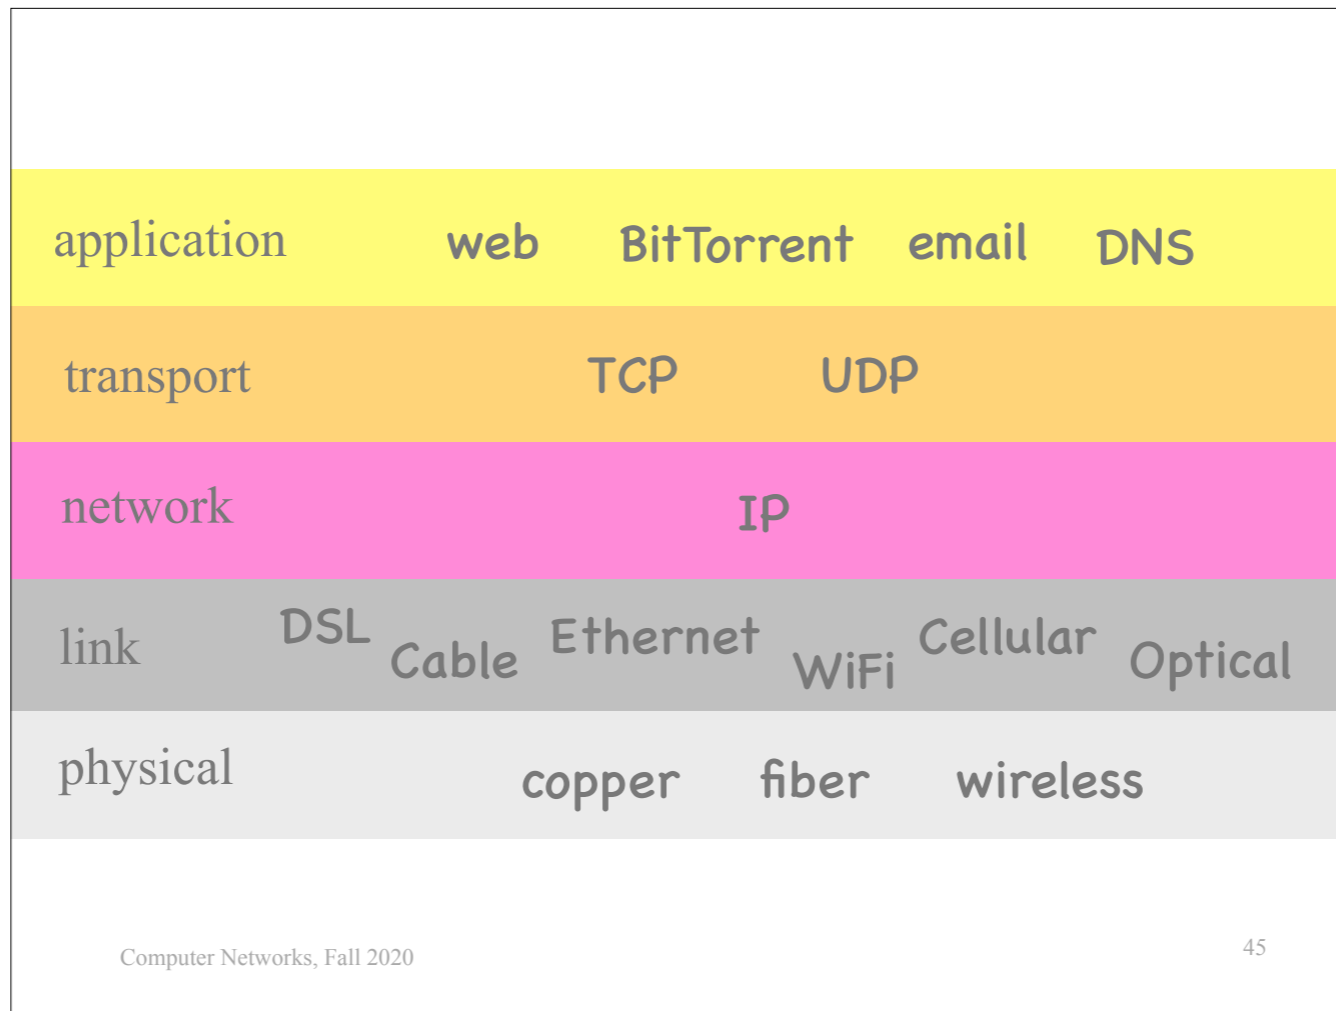 application web BitTorrent email DNS
transport TCP UDP
network IP
link DSL Cable Ethernet WiFi Cellular Optical
physical copper fiber wireless
Computer Networks, Fall 2020 45